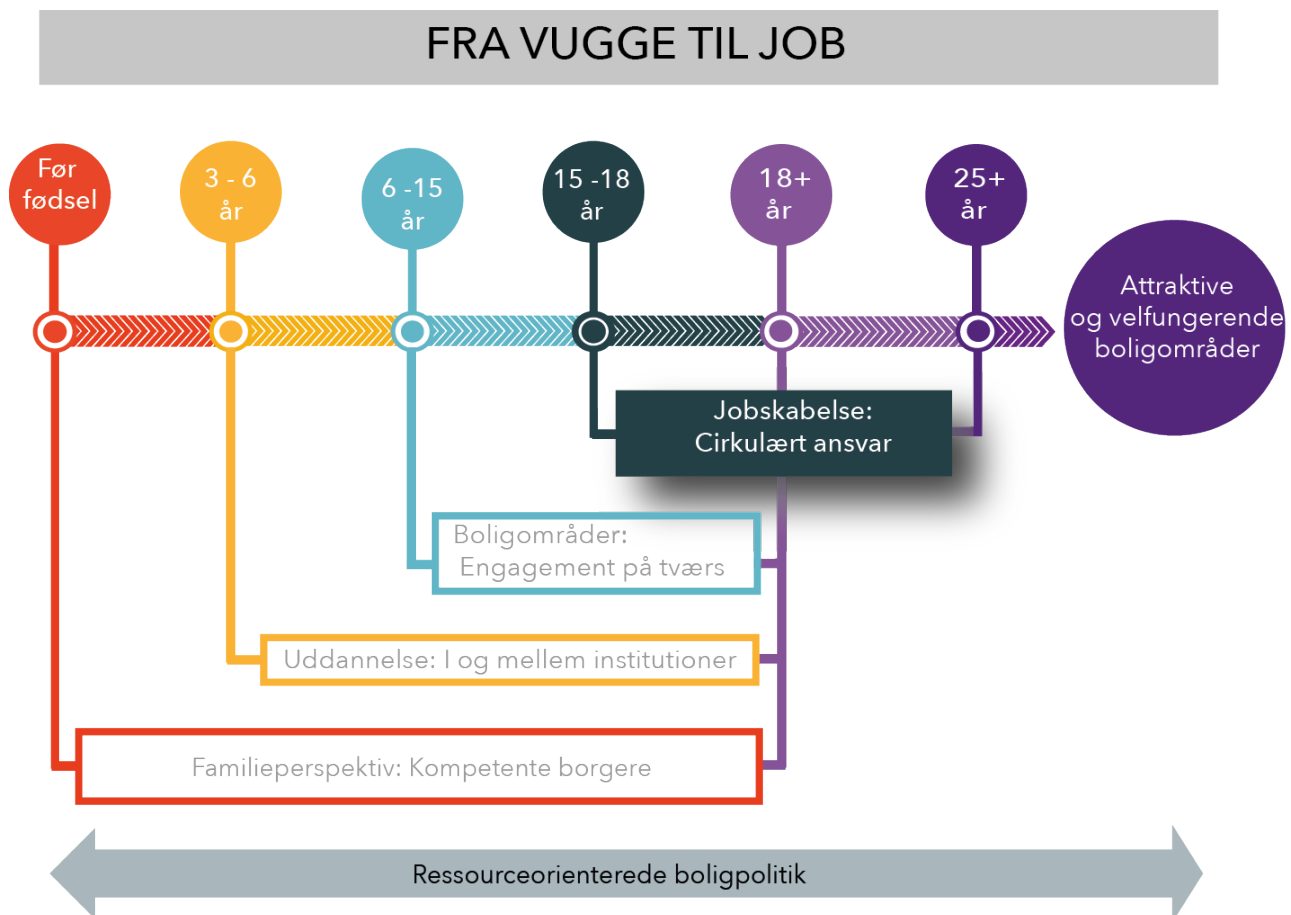 FRA VUGGE TIL JOB
Før
fødsel
3 - 6
år
6 -15
år
15 -18
år
18+
år
25+
år
Attraktive
og velfungerende
boligområder
Jobskabelse:
Cirkulært ansvar
Boligområder:
Engagement på tværs
Uddannelse: I og mellem institutioner
Familieperspektiv: Kompetente borgere
Ressourceorienterede boligpolitik